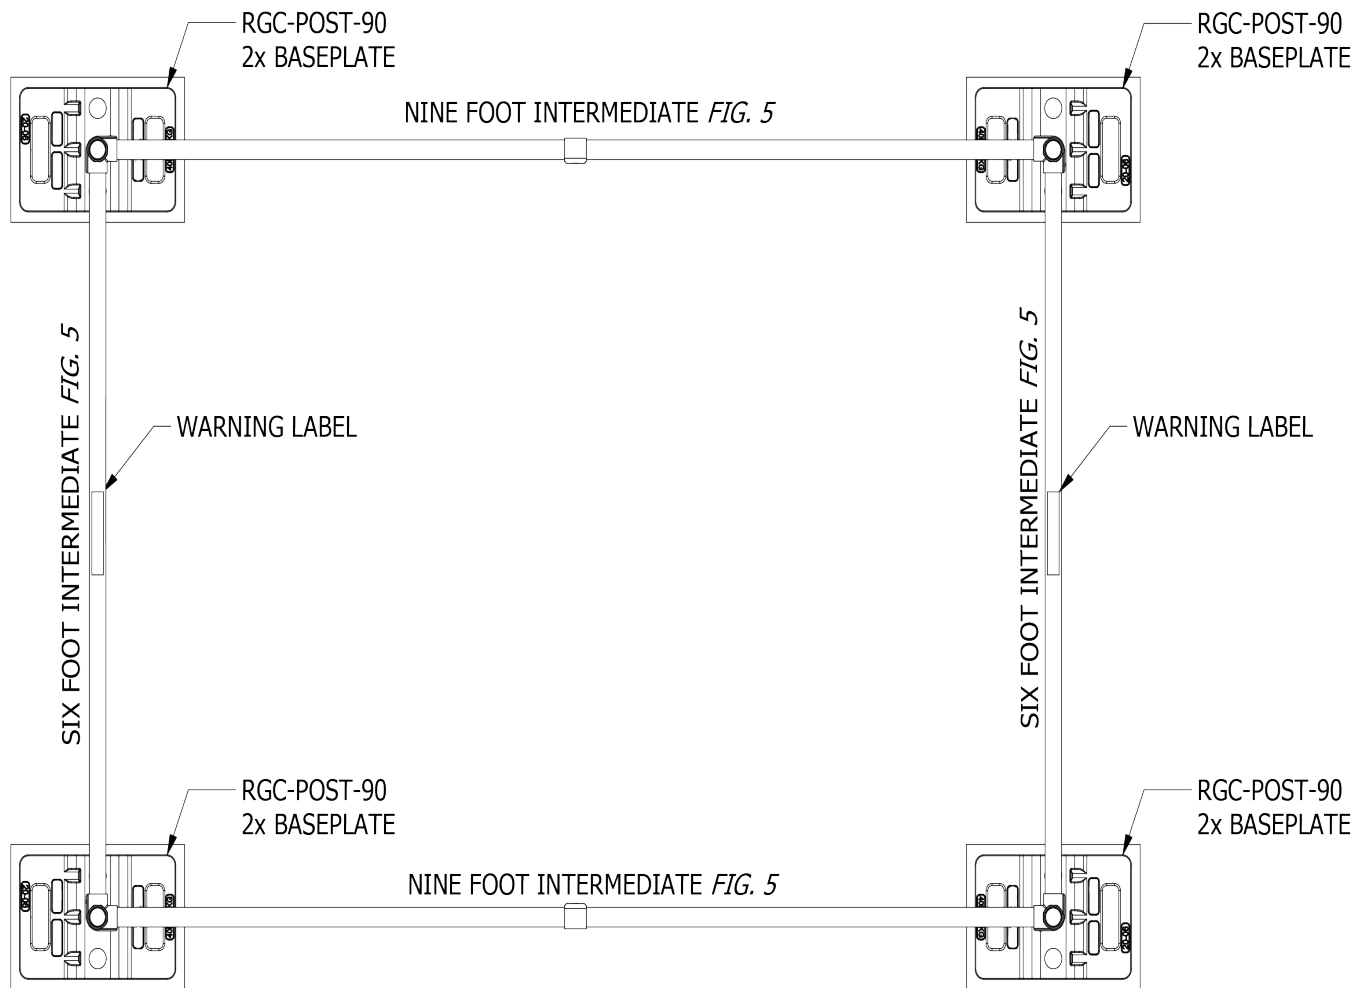 RGC-POST-90
2x BASEPLATE
RGC-POST-90
2x BASEPLATE
NINE FOOT INTERMEDIATE FIG. 5
SIX FOOT INTERMEDIATE FIG. 5
WARNING LABEL
SIX FOOT INTERMEDIATE FIG. 5
WARNING LABEL
RGC-POST-90
2x BASEPLATE
RGC-POST-90
2x BASEPLATE
NINE FOOT INTERMEDIATE FIG. 5